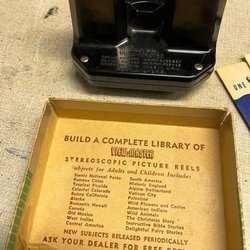 ONE
BUILD A COMPLETE LIBRARY OF
VIEW-MASTER
STEREOSCOPIC PICTURE REELS
Subjects for Adults and Children Include:
Scenic National Parks
Famous Cities
Tropical Florida
Colorful Colorado
Sunny California
Alaska
Romantic Hawaii
Canada
Old Mexico
West Indies
Central America
South America
Historic England
Alpine Switzerland
Vatican City
Palestine
Wild Flowers and Cactus
American Indians
Wild Animals
The Christmas Story
Instructive Bible Stories
Delightful Fairy Stories
NEW SUBJECTS RELEASED PERIODICALLY
ASK YOUR DEALER FOR FREE